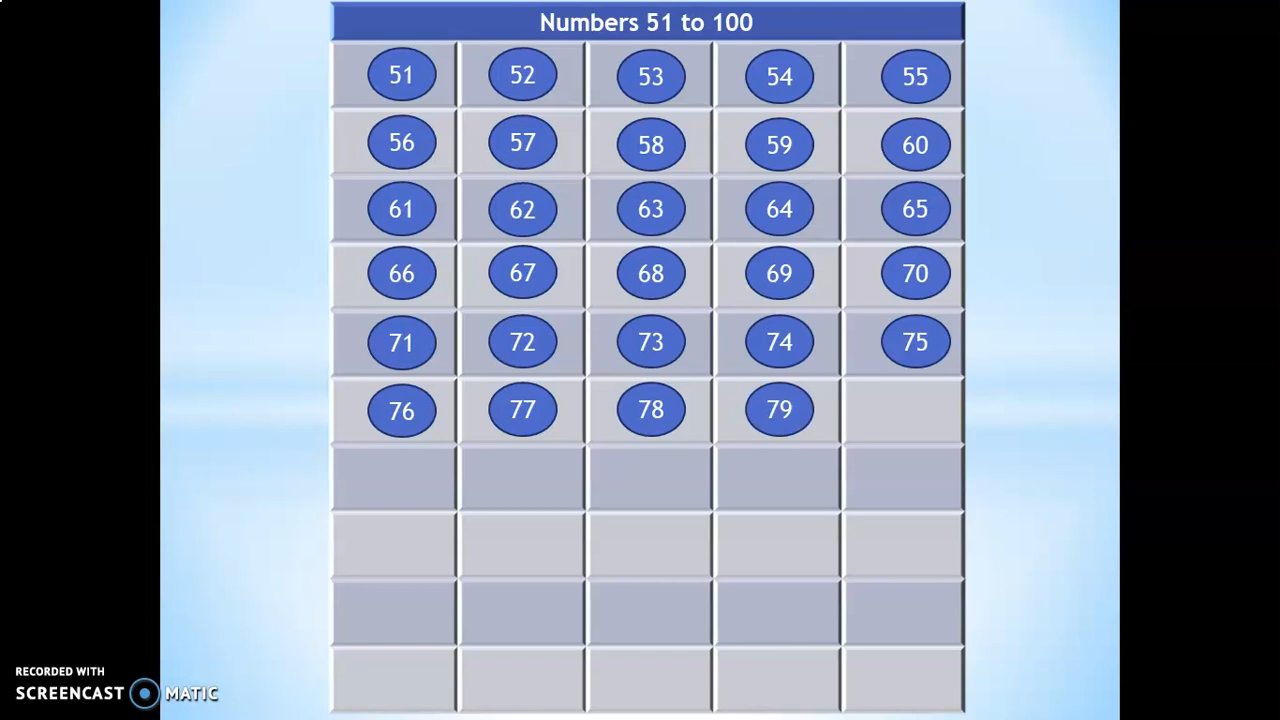 Numbers 51 to 100
51 52 53 54 55
56 57 58 59 60
61 62 63 64 65
66 67 68 69 70
71 72 73 74 75
76 77 78 79
RECORDED WITH
SCREENCAST MATIC